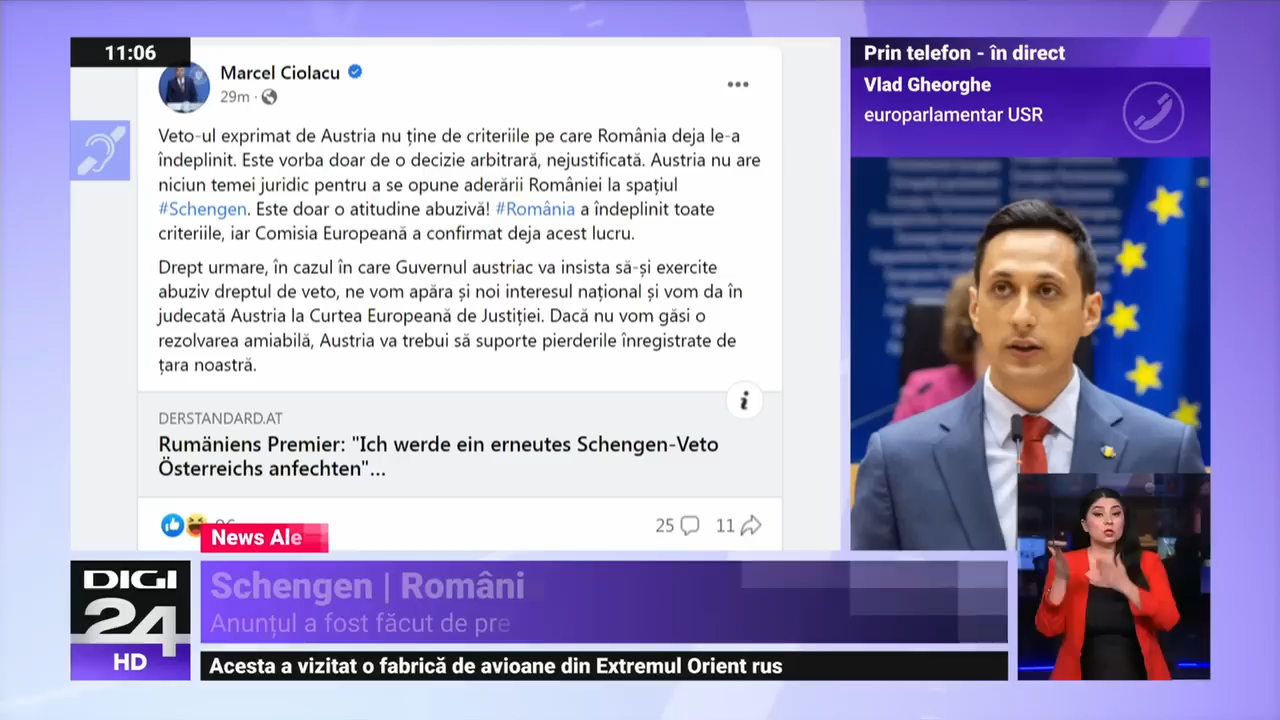 11:06
Marcel Ciolacu
29m
Veto-ul exprimat de Austria nu ține de criteriile pe care România deja le-a
îndeplinit. Este vorba doar de o decizie arbitrară, nejustificată. Austria nu are
niciun temei juridic pentru a se opune aderării României la spațiul
#Schengen. Este doar o atitudine abuzivă! #România a îndeplinit toate
criteriile, iar Comisia Europeană a confirmat deja acest lucru.
Drept urmare, în cazul în care Guvernul austriac va insista să-și exercite
abuziv dreptul de veto, ne vom apăra și noi interesul național și vom da în
judecată Austria la Curtea Europeană de Justiției. Dacă nu vom găsi o
rezolvarea amiabilă, Austria va trebui să suporte pierderile înregistrate de
țara noastră.
DERSTANDARD.AT
Rumäniens Premier: "Ich werde ein erneutes Schengen-Veto
Österreichs anfechten"...
25
11
Prin telefon - în direct
Vlad Gheorghe
europarlamentar USR
News Ale
Schengen | Români
Anunțul a fost făcut de pre
Acesta a vizitat o fabrică de avioane din Extremul Orient rus
DIGI
24
HD